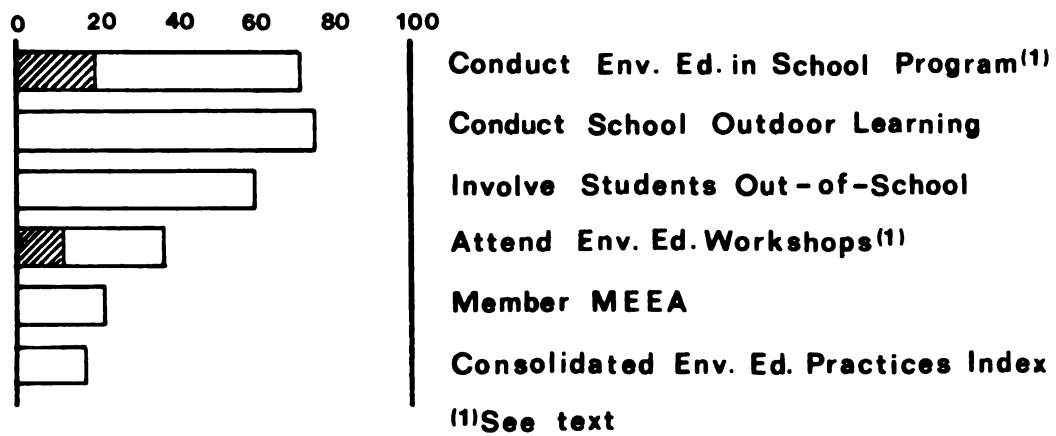 0 20 40 60 80 100
Conduct Env. Ed. in School Program(1)
Conduct School Outdoor Learning
Involve Students Out-of-School
Attend Env. Ed. Workshops(1)
Member MEEA
Consolidated Env. Ed. Practices Index
(1)See text